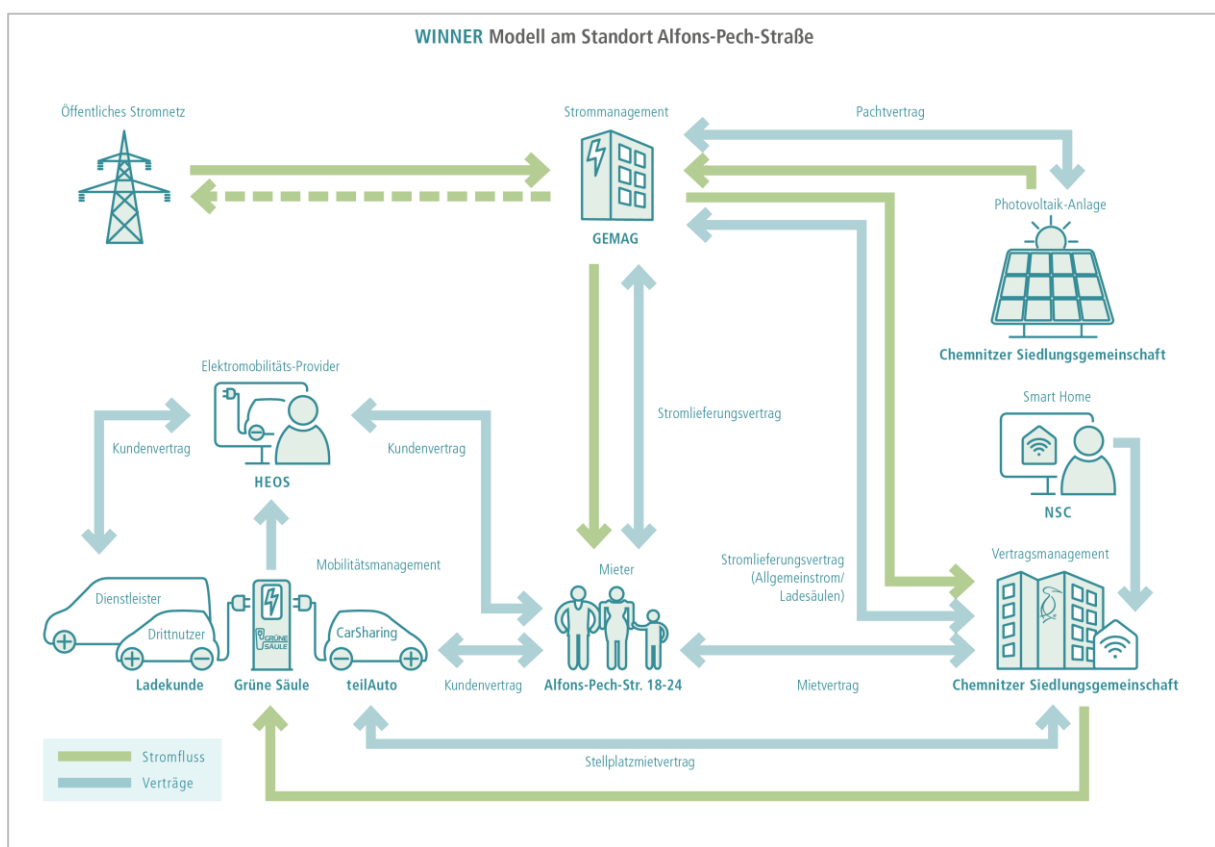 WINNER Modell am Standort Alfons-Pech-Straße
Öffentliches Stromnetz
Strommanagement
Pachtvertrag
GEMAG
Photovoltaik-Anlage
Chemnitzer Siedlungsgemeinschaft
Elektromobilitäts-Provider
Kundenvertrag
Kundenvertrag
HEOS
Stromlieferungsvertrag
Smart Home
NSC
Mobilitätsmanagement
Mieter
Stromlieferungsvertrag
(Allgemeinstrom/
Ladesäulen)
Vertragsmanagement
Dienstleister
Drittnutzer
GRÜNE
SÄULE
CarSharing
Ladekunde
Grüne Säule
teilAuto
Kundenvertrag
Alfons-Pech-Str. 18-24
Mietvertrag
Chemnitzer Siedlungsgemeinschaft
Stromfluss
Verträge
Stellplatzmietvertrag